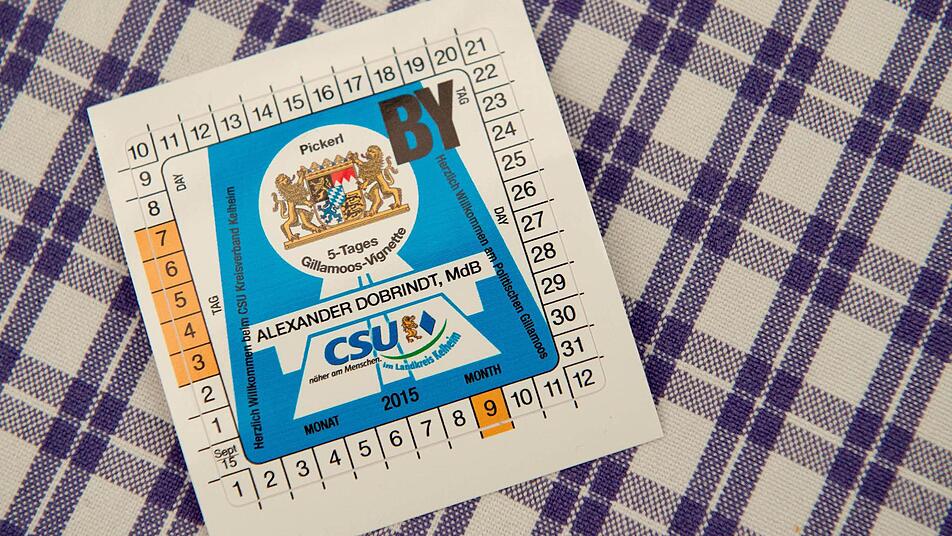 10 11 12 13 14 15 16 17 18 19 20 21
22
23
24
25
26
27
28
29
30
31
9
8
7
6
5
4
3
2
1
Sept
15
DAY
TAG
BY
TAG
DAY
Pickerl
5-Tages
Gillamoos-Vignette
Herzlich Willkommen beim CSU Kreisverband Kelheim
Herzlich Willkommen am Politischen Gillamoos
ALEXANDER DOBRINDT, MdB
CSU
näher am Menschen.
im Landkreis Kelheim
MONAT 2015 MONTH
1 2 3 4 5 6 7 8 9 10 11 12